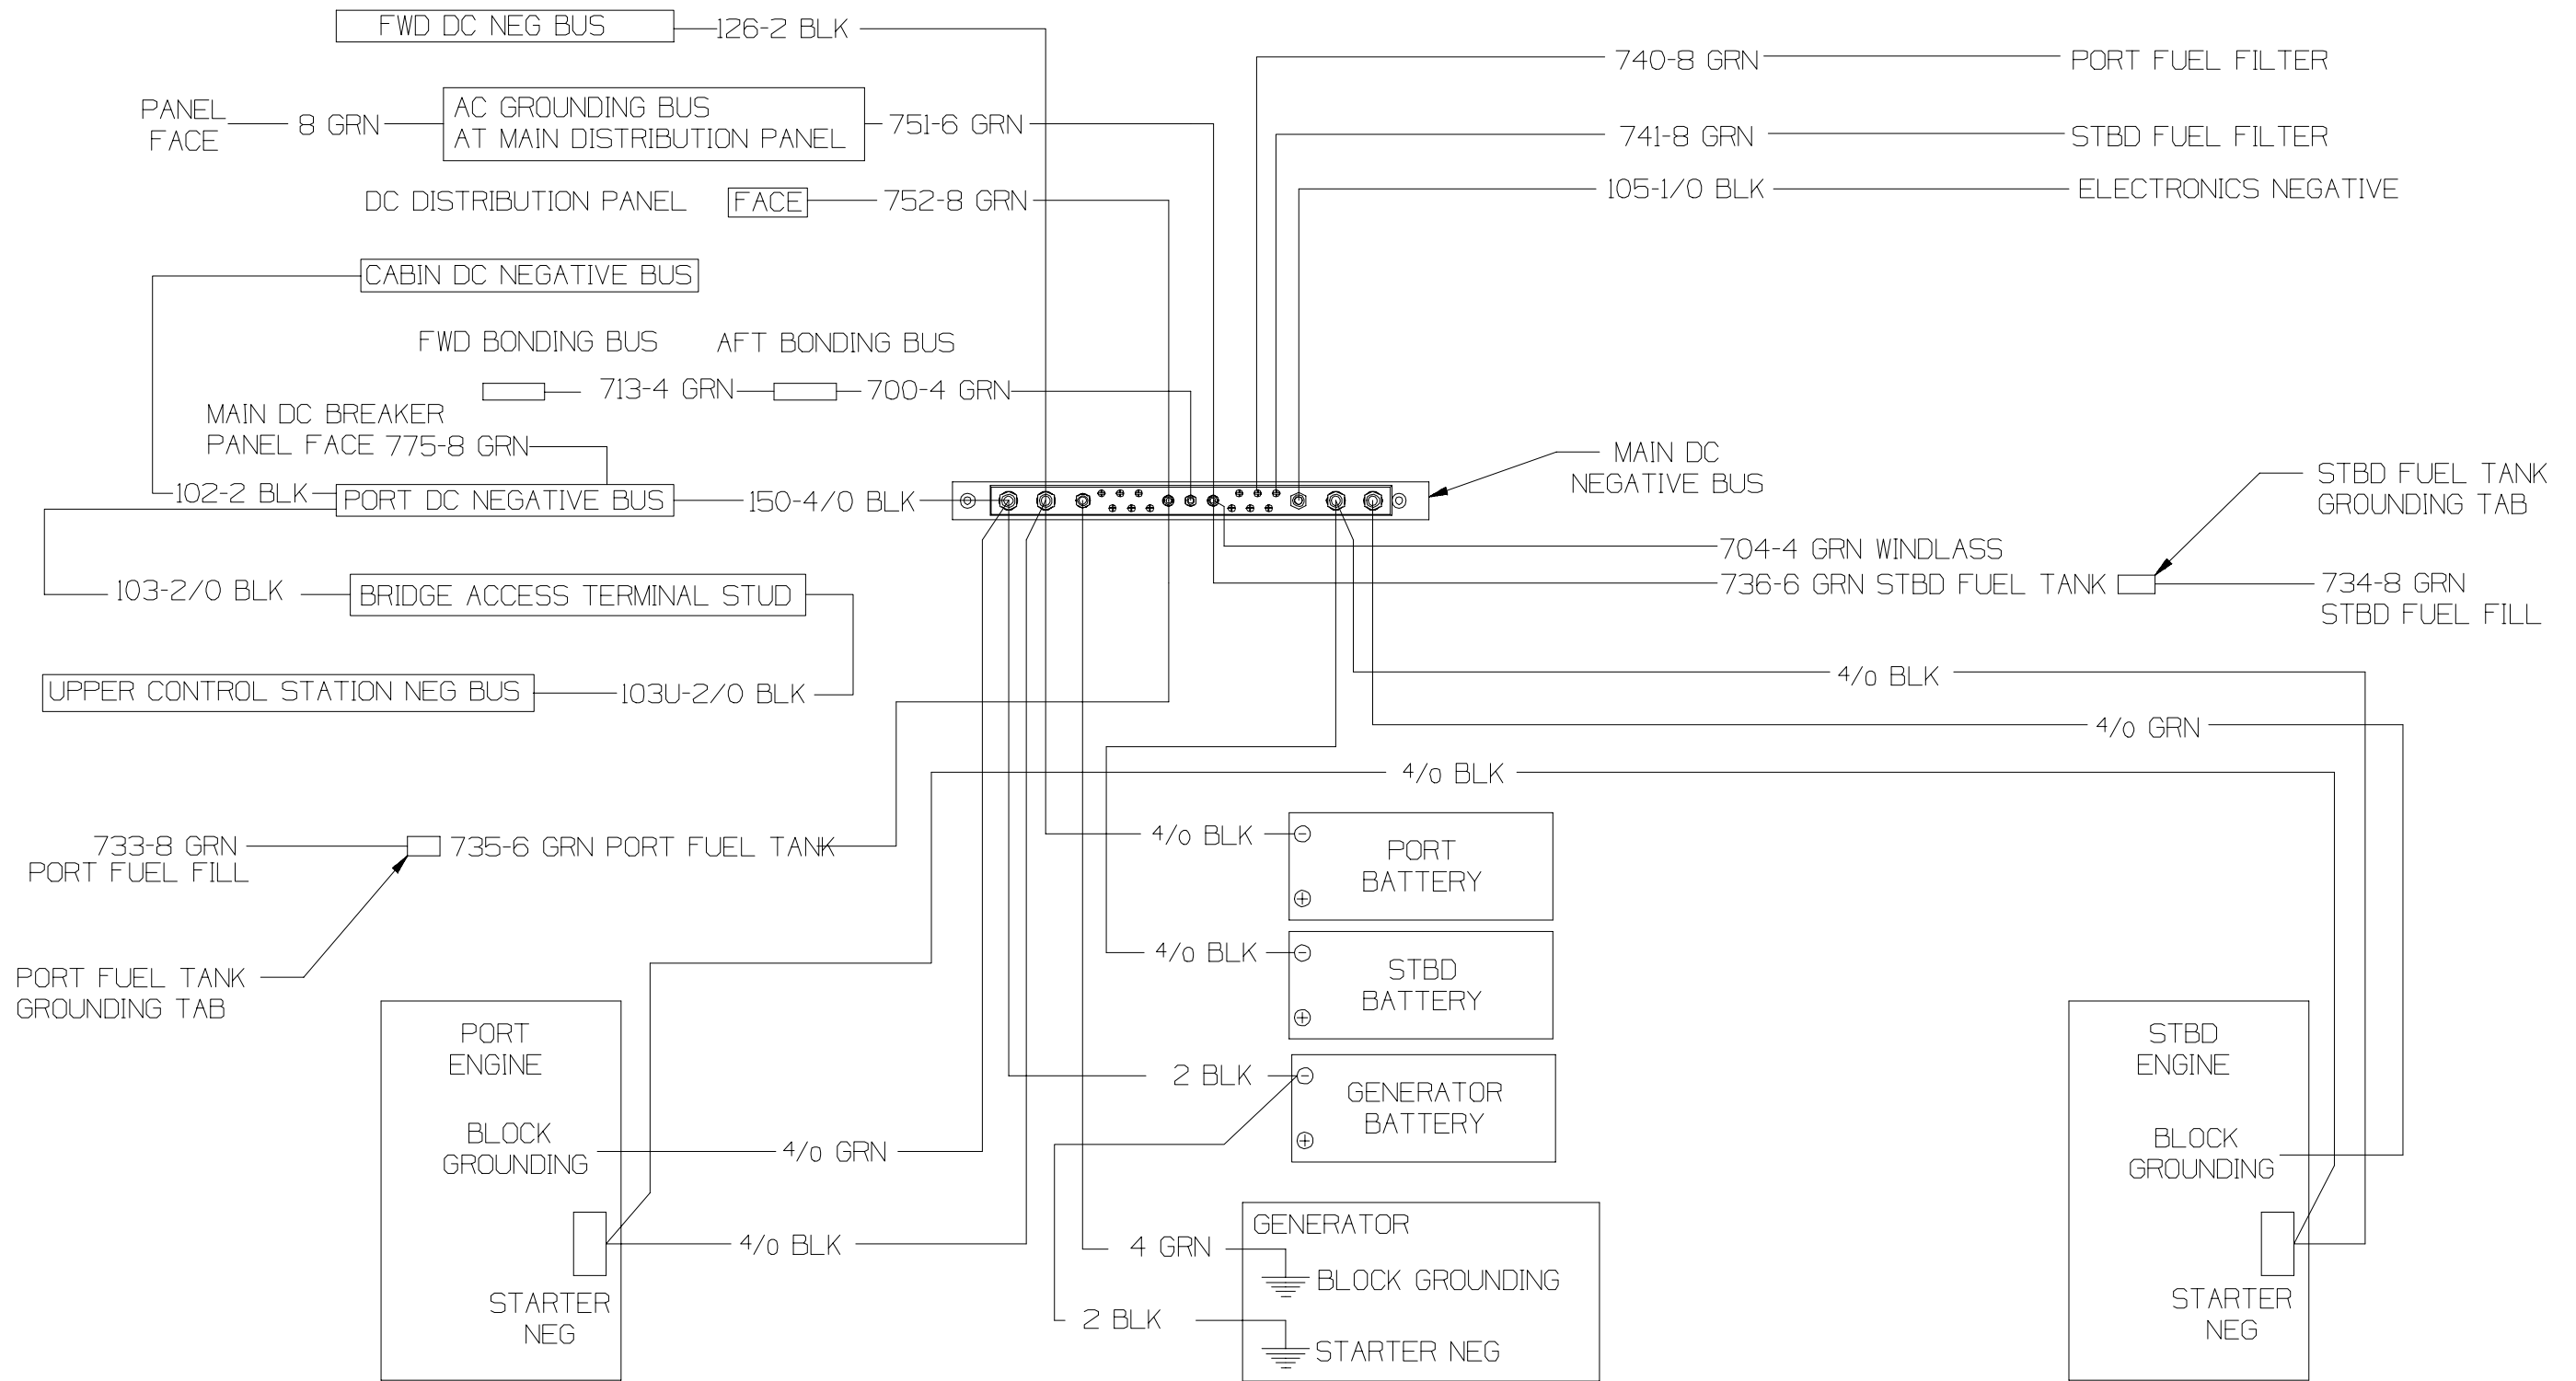 FWD DC NEG BUS
126-2 BLK
740-8 GRN
PORT FUEL FILTER
PANEL
FACE
8 GRN
AC GROUNDING BUS
AT MAIN DISTRIBUTION PANEL
751-6 GRN
741-8 GRN
STBD FUEL FILTER
DC DISTRIBUTION PANEL
FACE
752-8 GRN
105-1/0 BLK
ELECTRONICS NEGATIVE
CABIN DC NEGATIVE BUS
FWD BONDING BUS
AFT BONDING BUS
713-4 GRN
700-4 GRN
MAIN DC BREAKER
PANEL FACE 775-8 GRN
MAIN DC
NEGATIVE BUS
STBD FUEL TANK
GROUNDING TAB
102-2 BLK
PORT DC NEGATIVE BUS
150-4/0 BLK
704-4 GRN WINDLASS
736-6 GRN STBD FUEL TANK
734-8 GRN
STBD FUEL FILL
103-2/0 BLK
BRIDGE ACCESS TERMINAL STUD
UPPER CONTROL STATION NEG BUS
103U-2/0 BLK
4/0 BLK
4/0 GRN
4/0 BLK
733-8 GRN
PORT FUEL FILL
735-6 GRN PORT FUEL TANK
4/0 BLK
-
PORT
BATTERY
+
PORT FUEL TANK
GROUNDING TAB
4/0 BLK
-
STBD
BATTERY
+
PORT
ENGINE
2 BLK
-
GENERATOR
BATTERY
+
STBD
ENGINE
BLOCK
GROUNDING
4/0 GRN
BLOCK
GROUNDING
4/0 BLK
STARTER
NEG
GENERATOR
4 GRN
BLOCK GROUNDING
2 BLK
STARTER NEG
STARTER
NEG